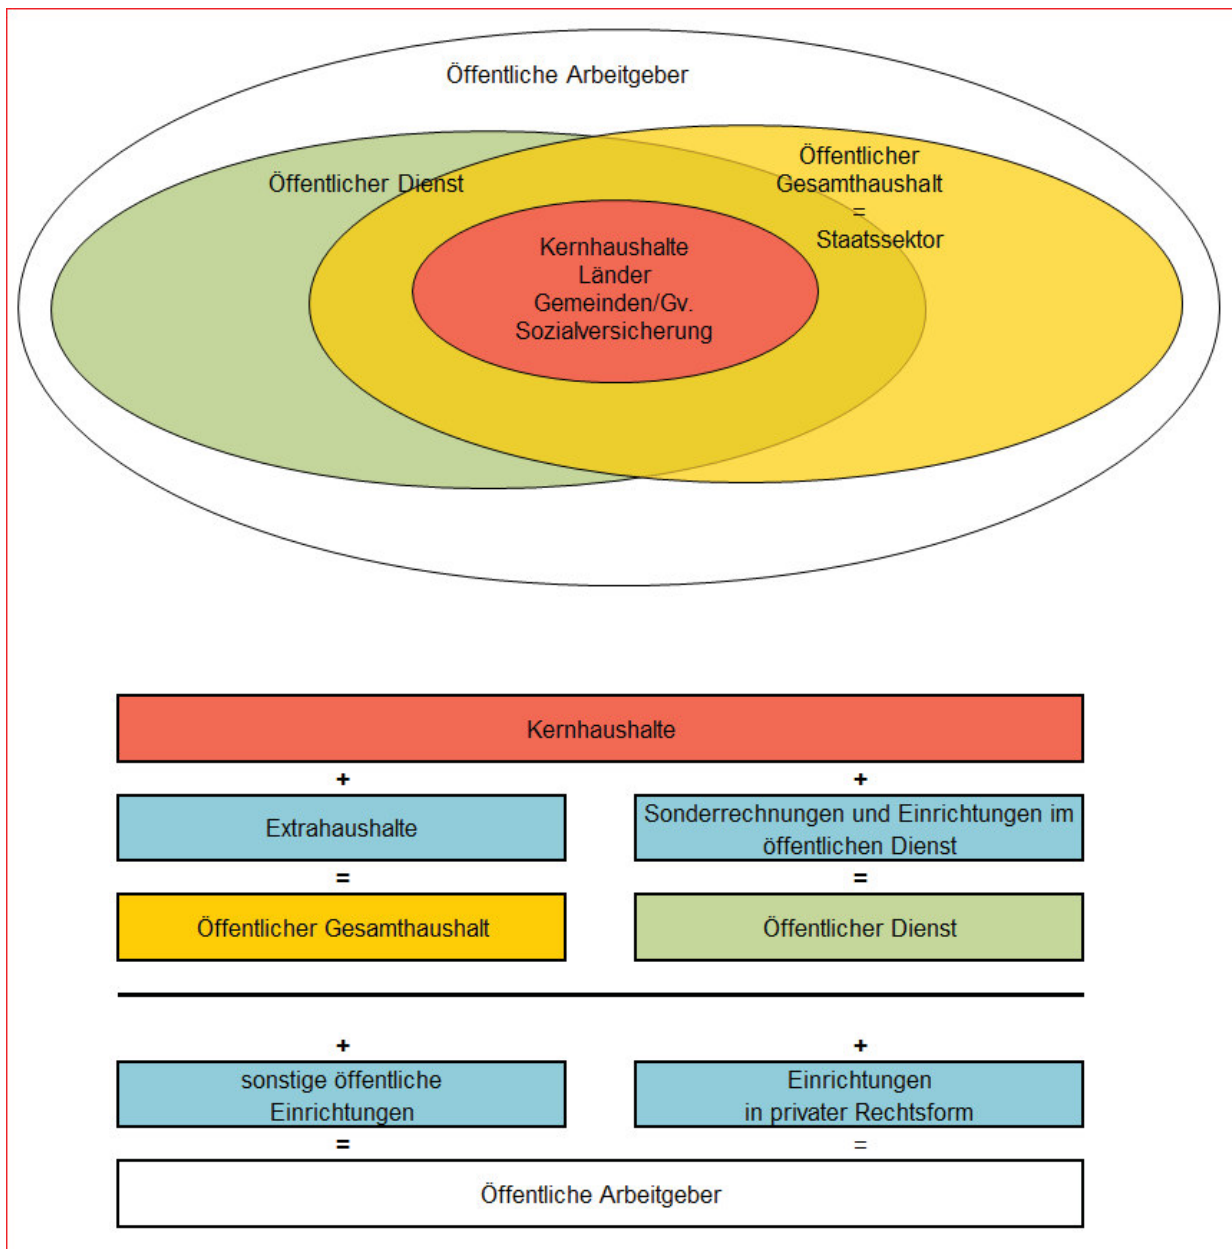 Öffentliche Arbeitgeber
Öffentlicher Dienst
Öffentlicher
Gesamthaushalt
=
Staatssektor
Kernhaushalte
Länder
Gemeinden/Gv.
Sozialversicherung
Kernhaushalte
+ +
Extrahaushalte
Sonderrechnungen und Einrichtungen im
öffentlichen Dienst
= =
Öffentlicher Gesamthaushalt
Öffentlicher Dienst
+ +
sonstige öffentliche
Einrichtungen
Einrichtungen
in privater Rechtsform
= =
Öffentliche Arbeitgeber